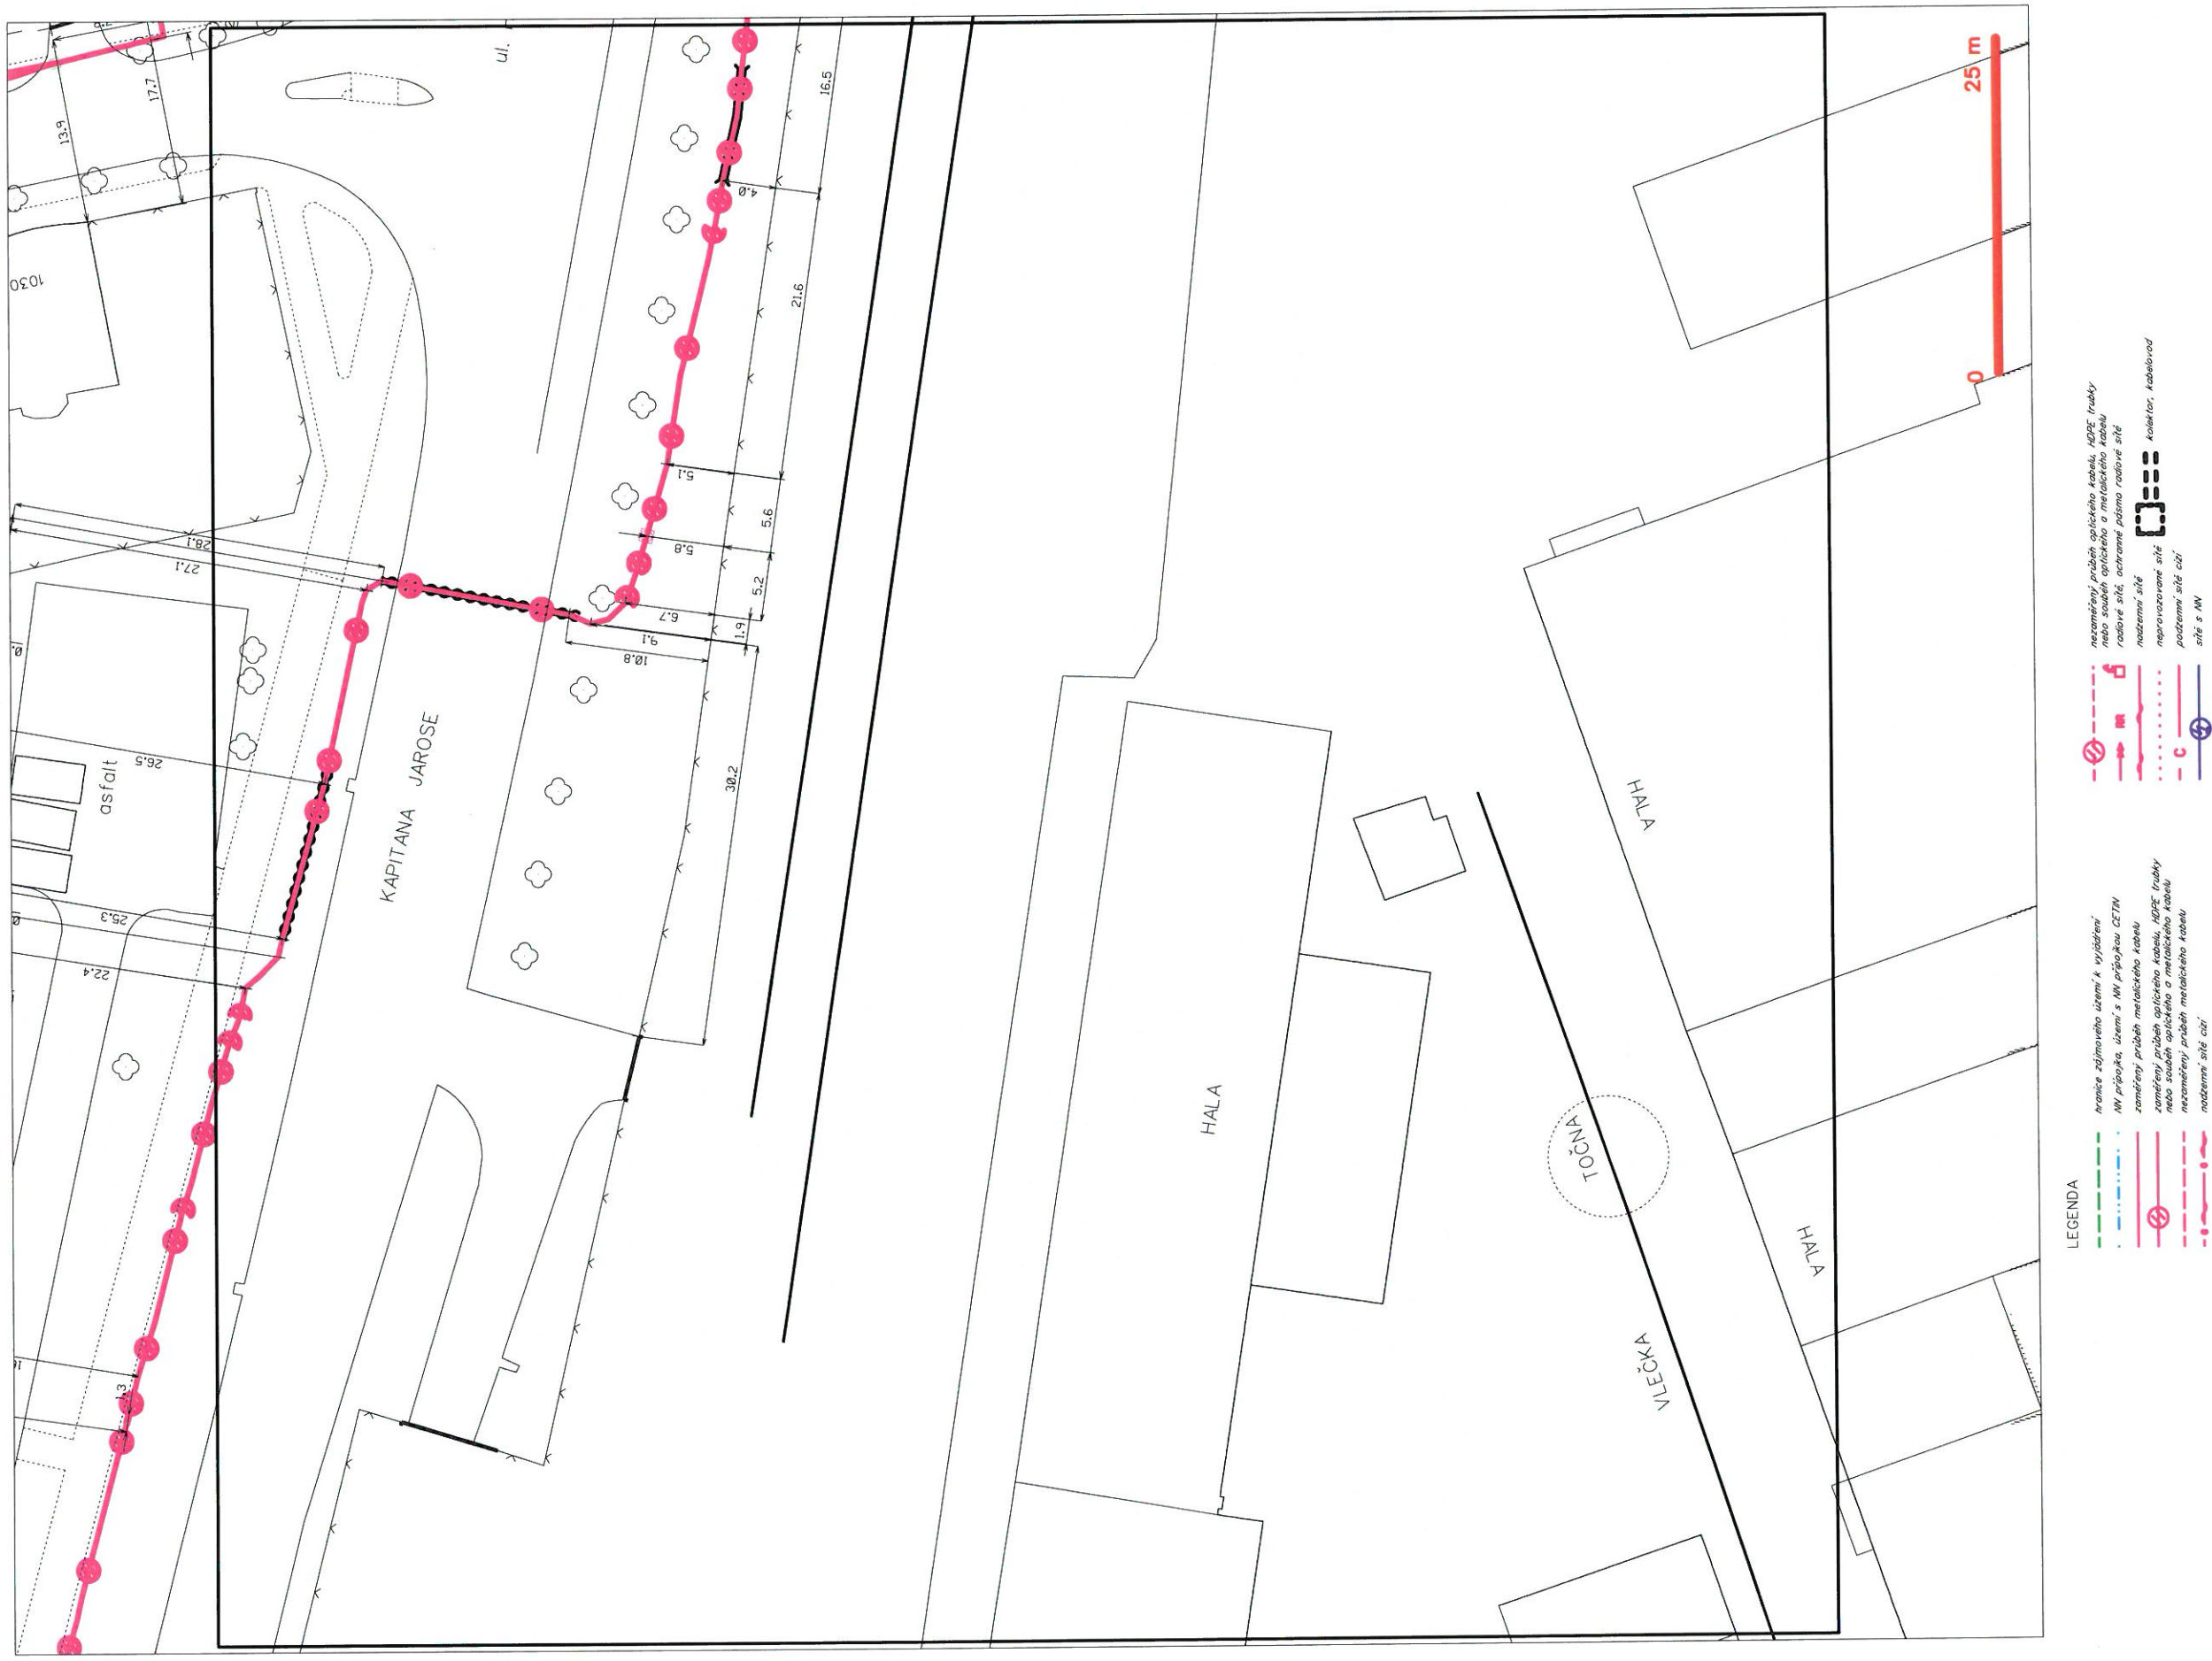 ul.
13.9
17.7
16.5
1030
4.0
21.6
5.1
5.6
5.8
5.2
28.1
27.1
6.7
1.9
9.1
10.8
26.5
asfalt
KAPITANA JAROSE
30.2
25.3
22.4
1.3
HALA
HALA
HALA
TOČNA
VLEČKA
0
25 m
LEGENDA
hranice zájmového území k vyjádření
NN přípojka, území s NN přípojkou CETIN
zaměřený průběh metalického kabelu
zaměřený průběh optického kabelu, HDPE trubky
nebo souběh optického a metalického kabelu
nezaměřený průběh metalického kabelu
nadzemní sítě cizí
nezaměřený průběh optického kabelu, HDPE trubky
nebo souběh optického a metalického kabelu
radiové sítě, ochranné pásmo radiové sítě
nadzemní sítě
neprovozované sítě
kolektor, kabelovod
C
podzemní sítě cizí
sítě s NN